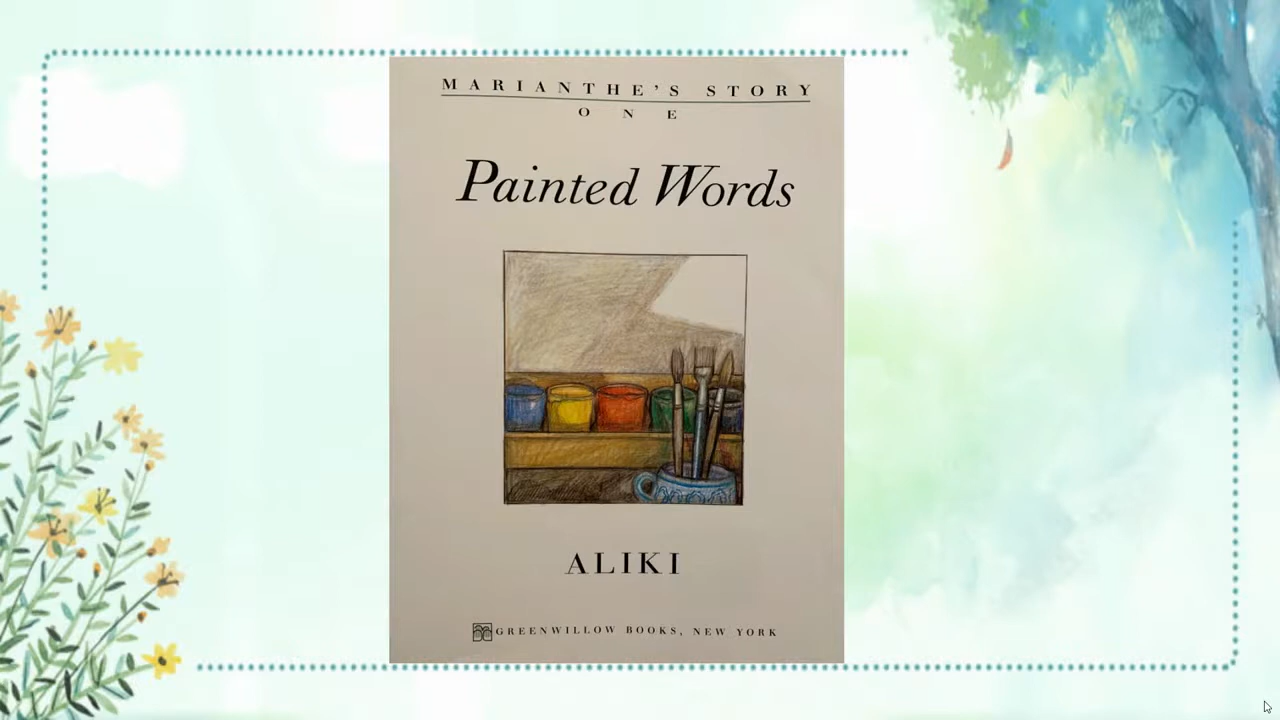 MARIANTHE'S STORY
ONE
Painted Words
ALIKI
GREENWILLOW BOOKS, NEW YORK